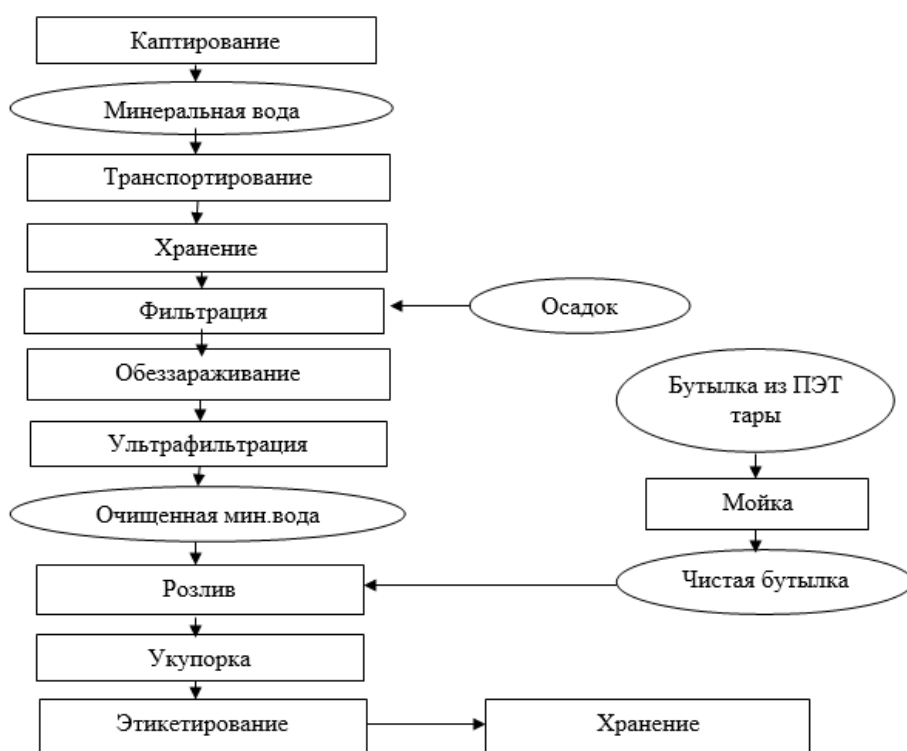 Каптирование
Минеральная вода
Транспортирование
Хранение
Фильтрация
Осадок
Обеззараживание
Бутылка из ПЭТ
тары
Ультрафильтрация
Мойка
Очищенная мин.вода
Чистая бутылка
Розлив
Укупорка
Этикетирование
Хранение